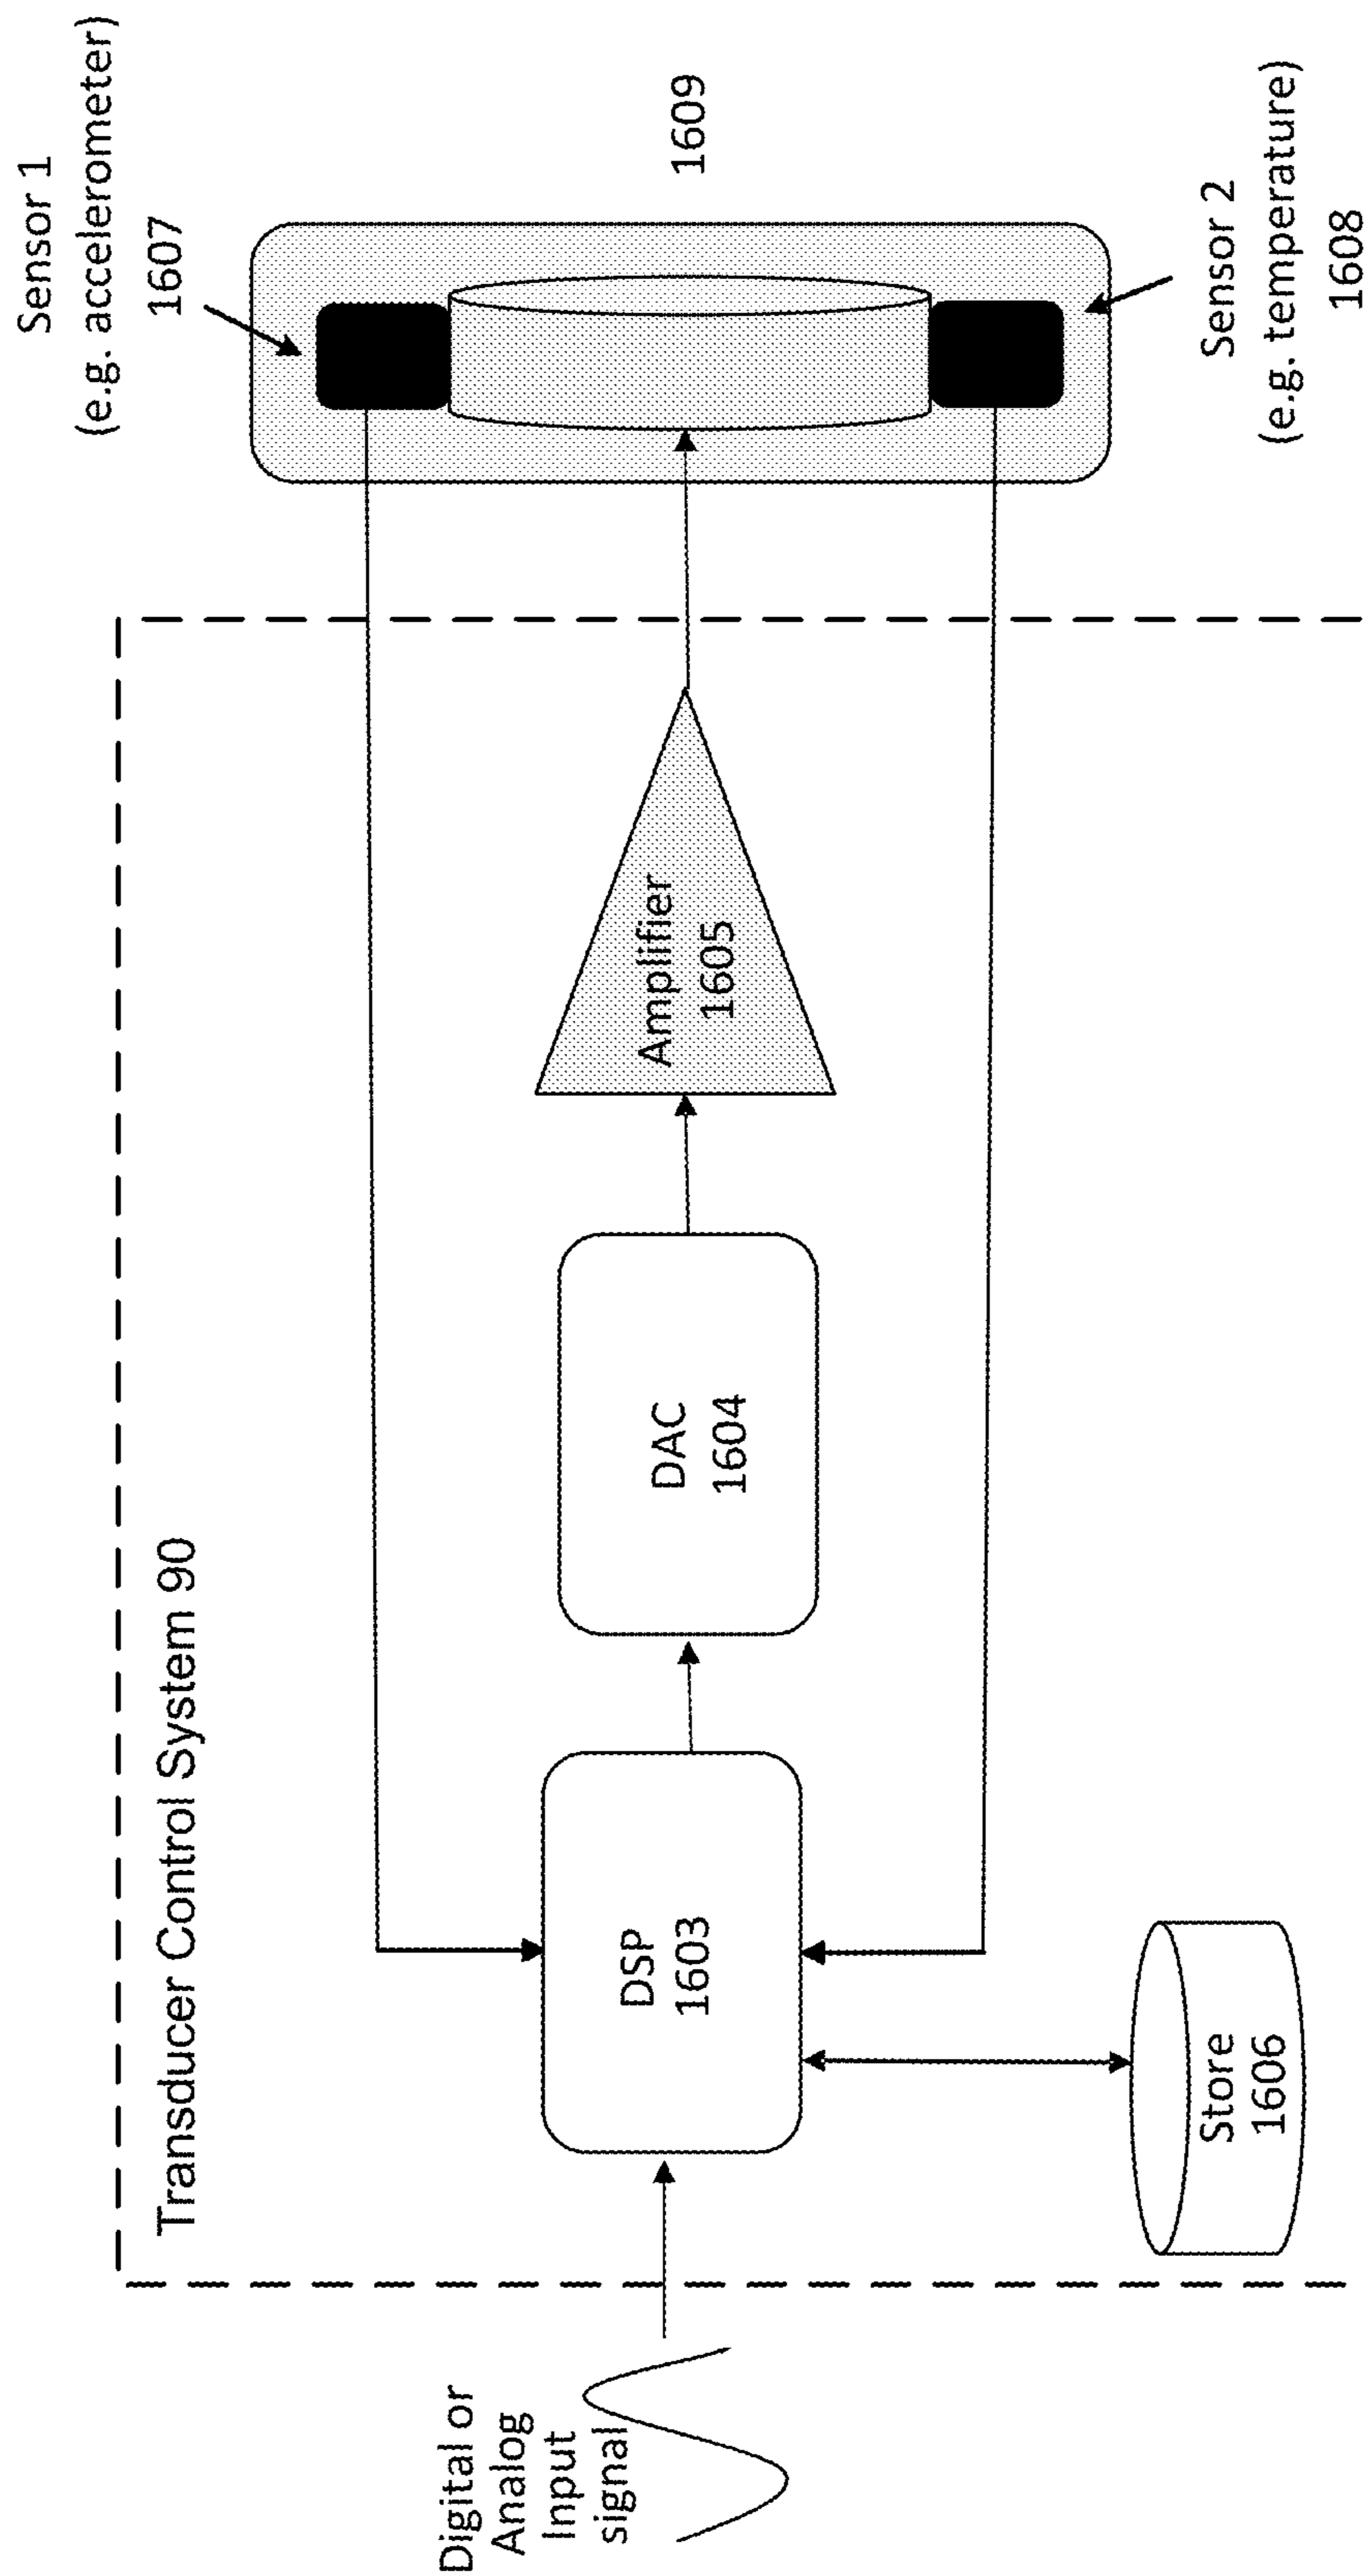 Transducer Control System 90
Digital or
Analog
Input
signal
DSP
1603
Store
1606
DAC
1604
Amplifier
1605
Sensor 1
(e.g. accelerometer)
1607
1609
Sensor 2
(e.g. temperature)
1608